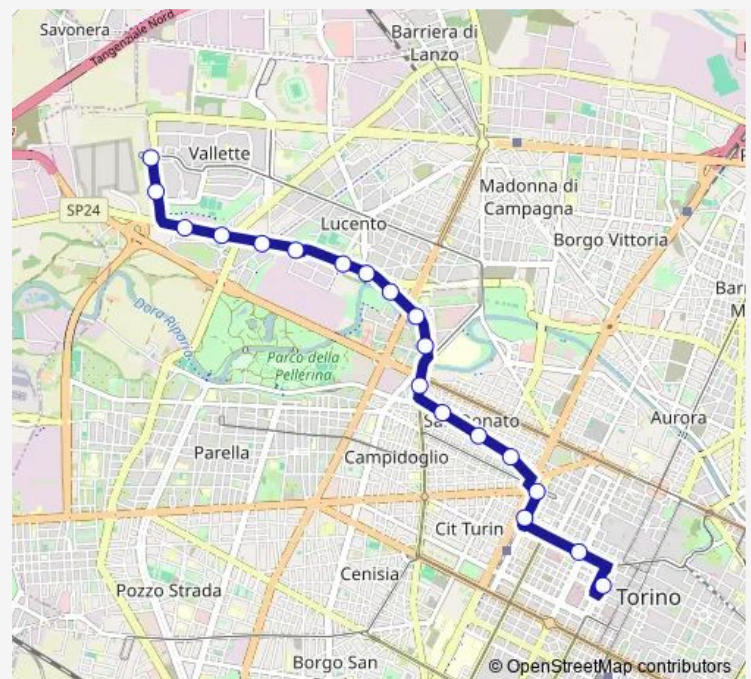 Savonera
Tangenziale Nord
Barriera di
Lanzo
Vallette
Madonna di
Campagna
SP24
Lucento
Borgo Vittoria
Bar
M
Dora Riparia
Parco della
Pellerina
Aurora
Parella
Campidoglio
Cit Turin
Cenisia
Pozzo Strada
Torino
Borgo San
© OpenStreetMap contributors